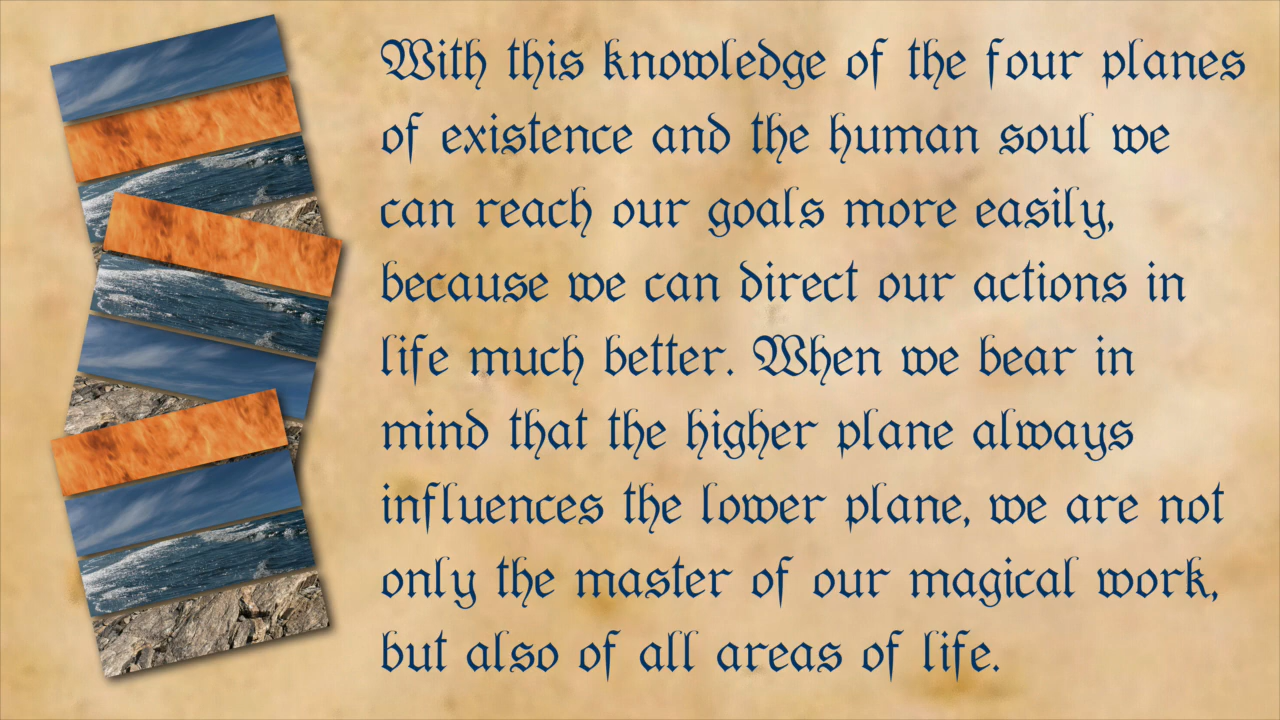 With this knowledge of the four planes
of existence and the human soul we
can reach our goals more easily,
because we can direct our actions in
life much better. When we bear in
mind that the higher plane always
influences the lower plane, we are not
only the master of our magical work,
but also of all areas of life.